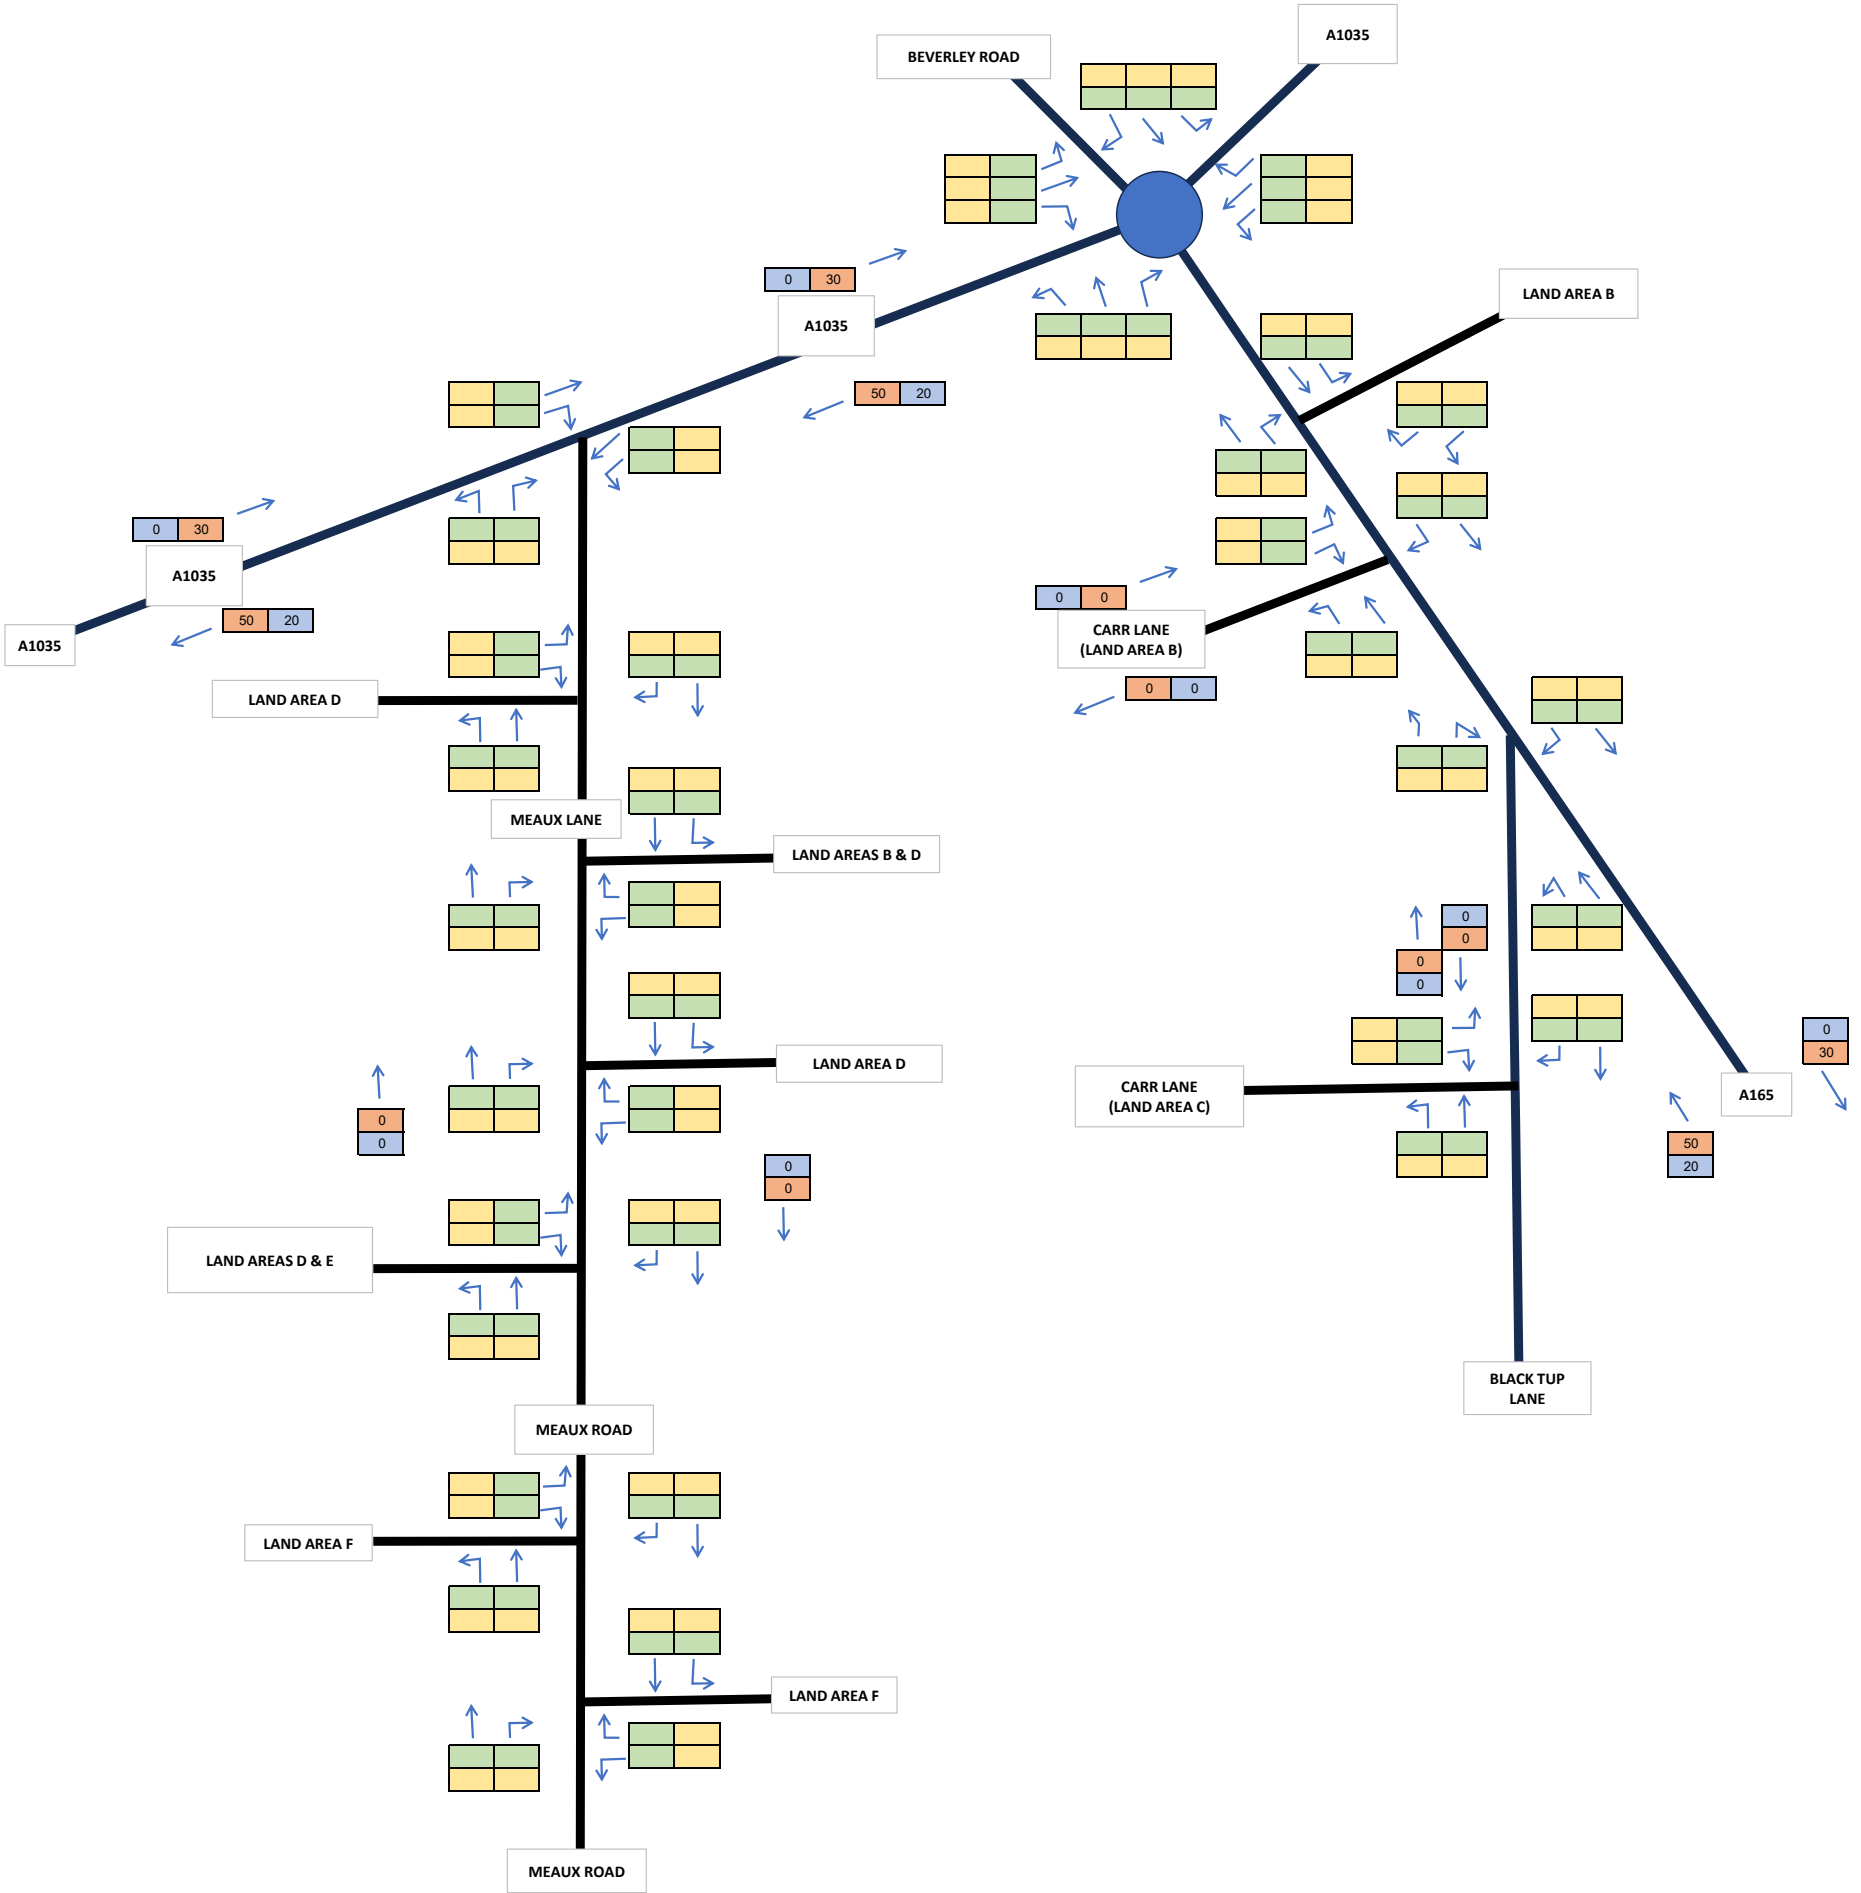 A1035
BEVERLEY ROAD
0 30
A1035
LAND AREA B
50 20
0 30
A1035
50 20
A1035
0 0
CARR LANE
(LAND AREA B)
0 0
LAND AREA D
MEAUX LANE
LAND AREAS B & D
0
0
0
0
LAND AREA D
0
30
CARR LANE
(LAND AREA C)
A165
0
0
50
20
0
0
LAND AREAS D & E
BLACK TUP
LANE
MEAUX ROAD
LAND AREA F
LAND AREA F
MEAUX ROAD